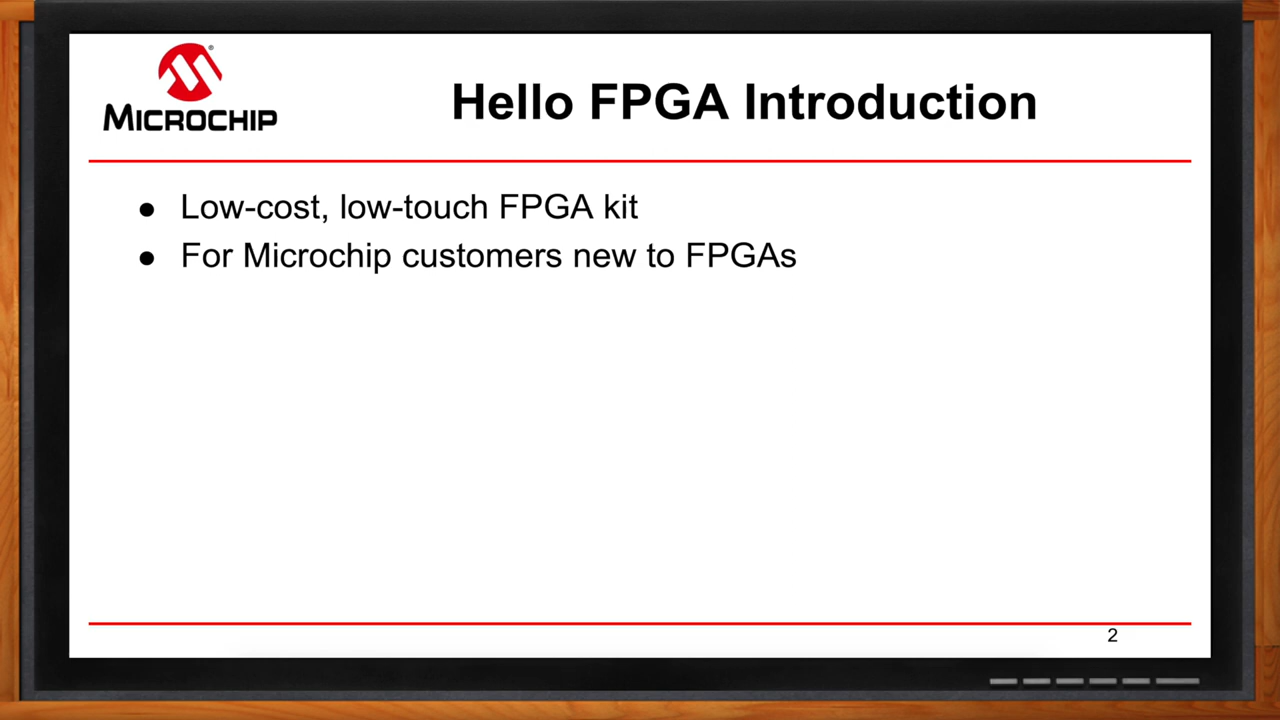 MICROCHIP
Hello FPGA Introduction
● Low-cost, low-touch FPGA kit
● For Microchip customers new to FPGAs
2